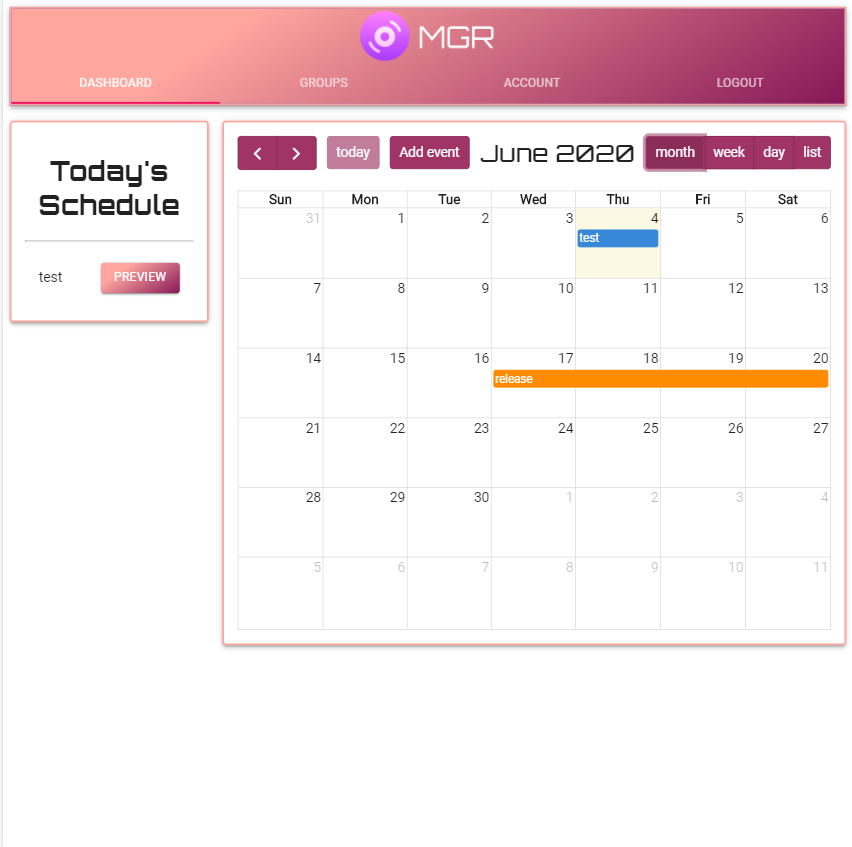 MGR
DASHBOARD GROUPS ACCOUNT LOGOUT
Today's
Schedule
test PREVIEW
today Add event June 2020 month week day list
Sun Mon Tue Wed Thu Fri Sat
31 1 2 3 4 5 6
test
7 8 9 10 11 12 13
14 15 16 17 18 19 20
release
21 22 23 24 25 26 27
28 29 30 1 2 3 4
5 6 7 8 9 10 11